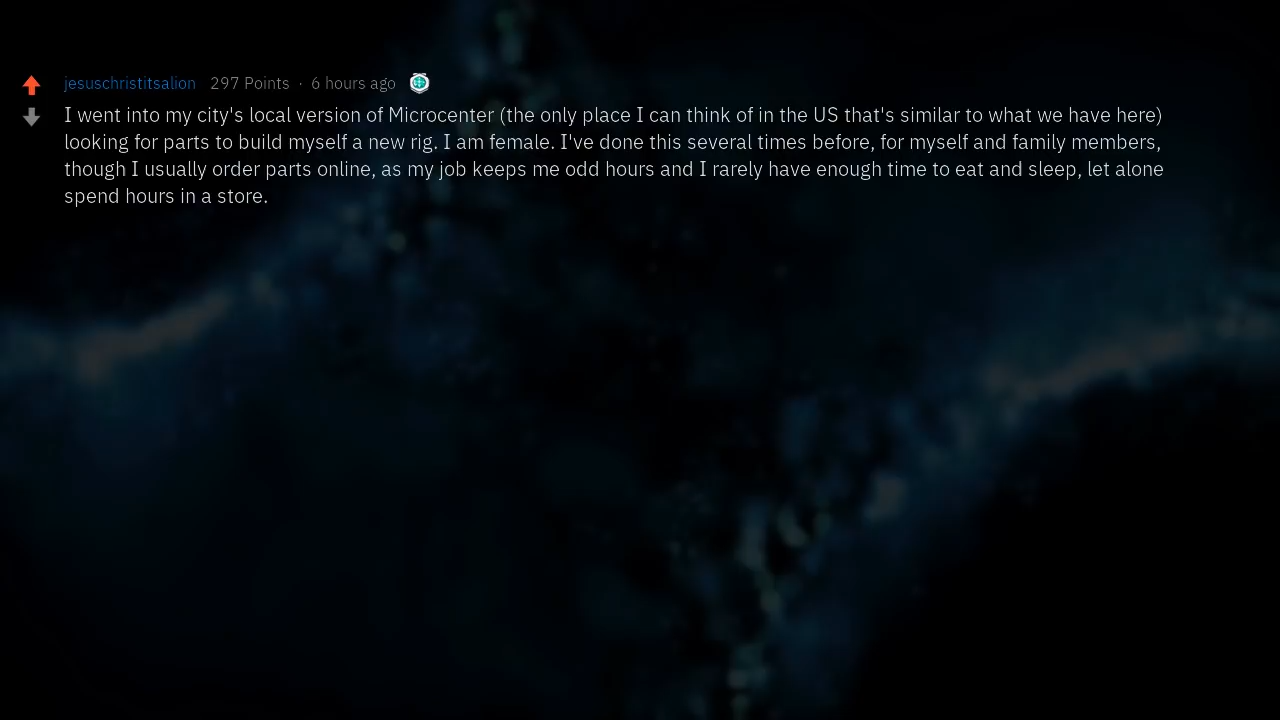 jesuschristitsalion 297 Points · 6 hours ago
I went into my city's local version of Microcenter (the only place I can think of in the US that's similar to what we have here)
looking for parts to build myself a new rig. I am female. I've done this several times before, for myself and family members,
though I usually order parts online, as my job keeps me odd hours and I rarely have enough time to eat and sleep, let alone
spend hours in a store.